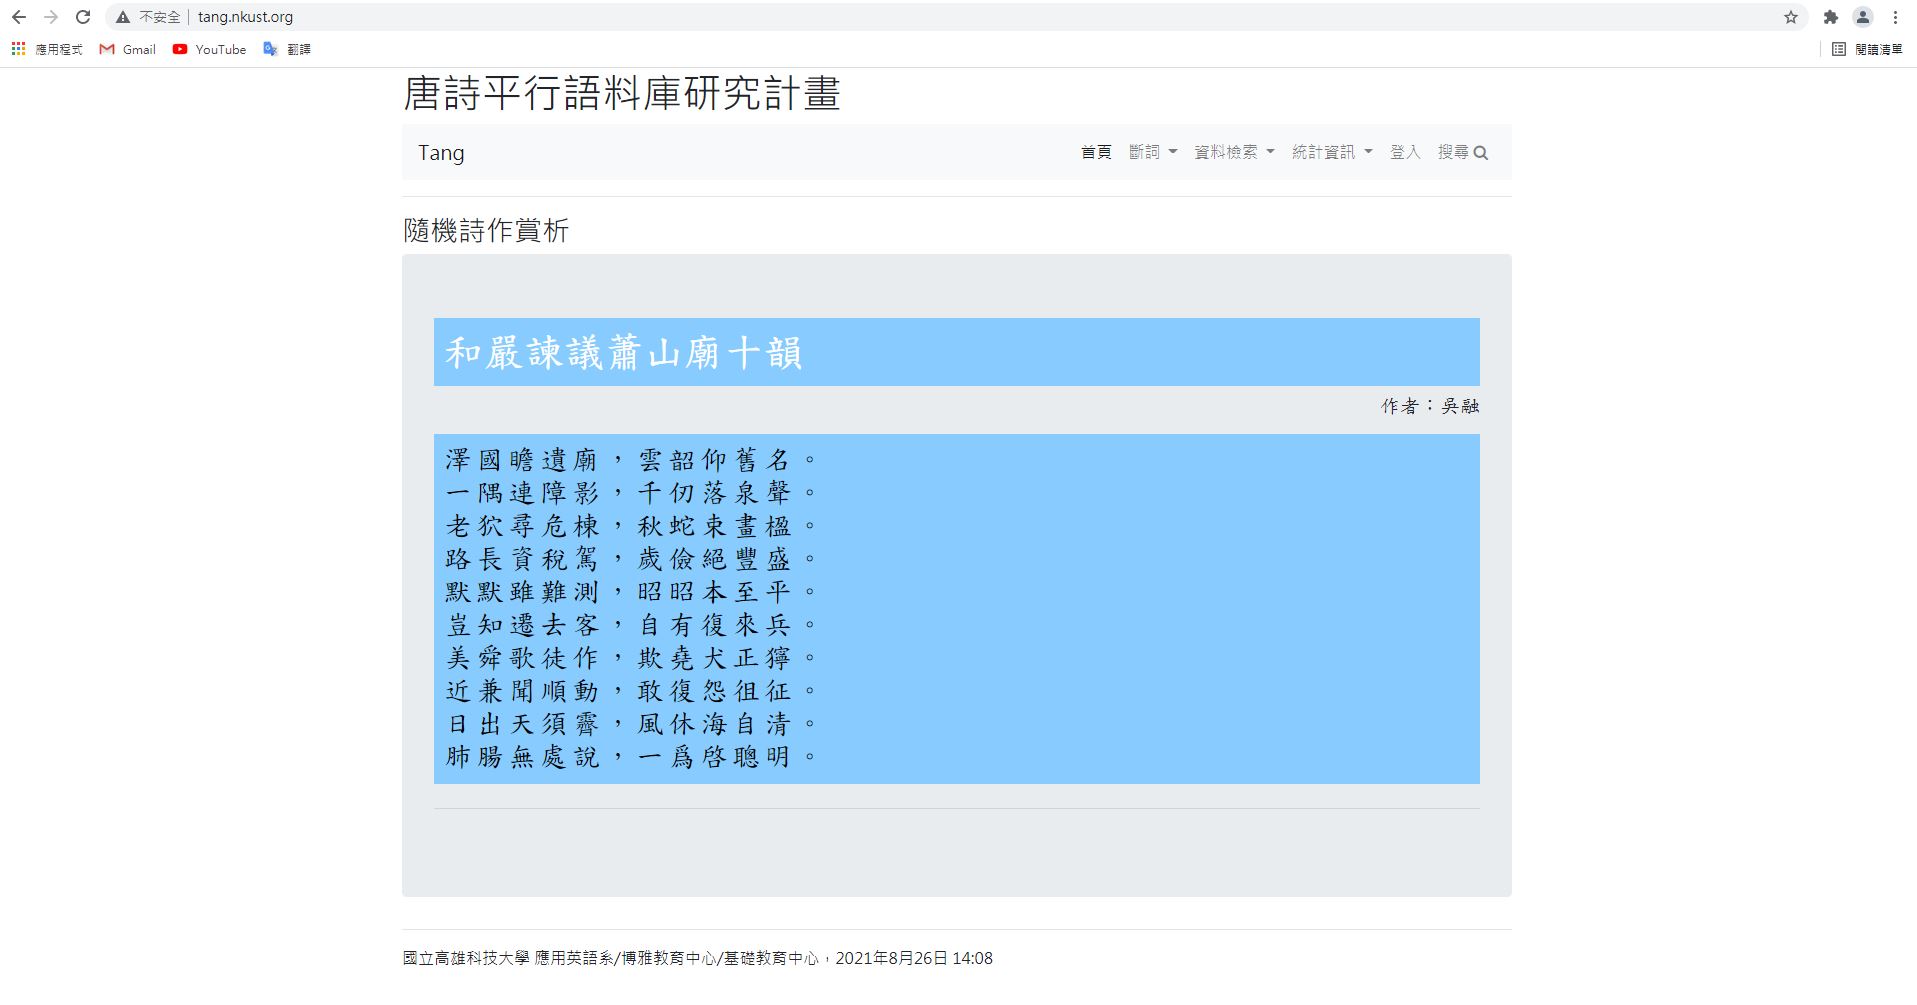 不安全 tang.nkust.org
應用程式 Gmail YouTube 翻譯 閱讀清單
唐詩平行語料庫研究計畫
Tang 首頁 斷詞 資料檢索 統計資訊 登入 搜尋
隨機詩作賞析
和嚴諫議蕭山廟十韻
作者：吳融
澤國瞻遺廟，雲韶仰舊名。
一隅連障影，千仞落泉聲。
老狖尋危棟，秋蛇束畫楹。
路長資稅駕，歲儉絕豐盛。
默默雖難測，昭昭本至平。
豈知遷去客，自有復來兵。
美舜歌徒作，欺堯犬正獰。
近兼聞順動，敢復怨徂征。
日出天須霽，風休海自清。
肺腸無處說，一爲啓聰明。
國立高雄科技大學 應用英語系/博雅教育中心/基礎教育中心，2021年8月26日 14:08